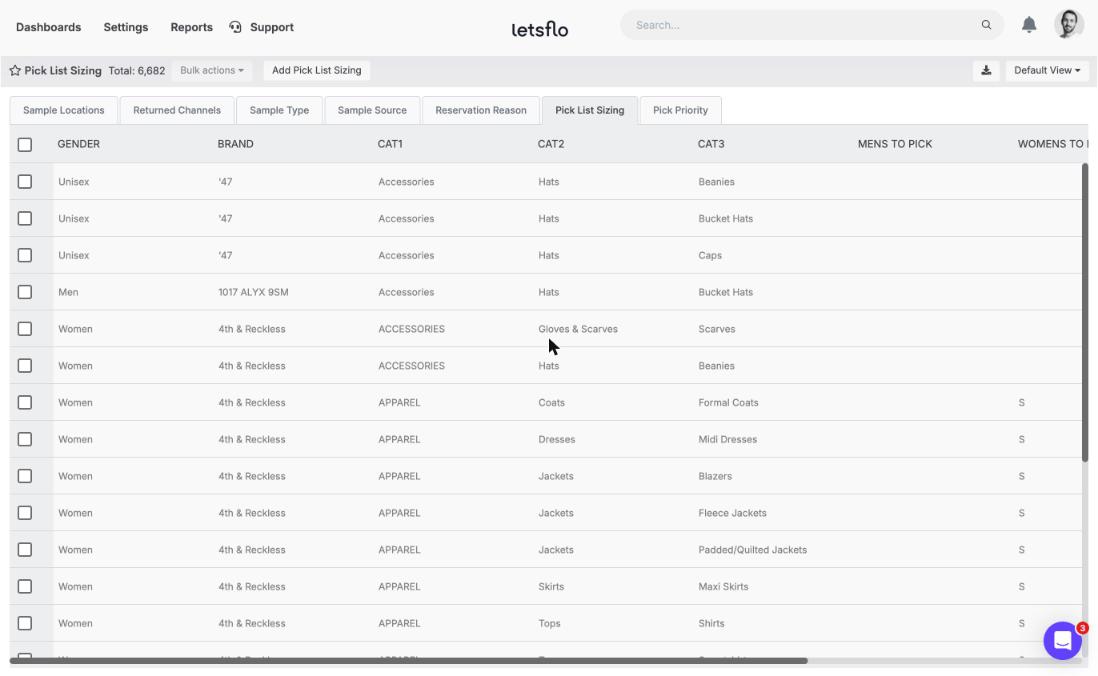 Dashboards Settings Reports Support letsflo Search...
Pick List Sizing Total: 6,682 Bulk actions Add Pick List Sizing Default View
Sample Locations Returned Channels Sample Type Sample Source Reservation Reason Pick List Sizing Pick Priority
GENDER BRAND CAT1 CAT2 CAT3 MENS TO PICK WOMENS TO
Unisex '47 Accessories Hats Beanies
Unisex '47 Accessories Hats Bucket Hats
Unisex '47 Accessories Hats Caps
Men 1017 ALYX 9SM Accessories Hats Bucket Hats
Women 4th & Reckless ACCESSORIES Gloves & Scarves Scarves
Women 4th & Reckless ACCESSORIES Hats Beanies
Women 4th & Reckless APPAREL Coats Formal Coats S
Women 4th & Reckless APPAREL Dresses Midi Dresses S
Women 4th & Reckless APPAREL Jackets Blazers S
Women 4th & Reckless APPAREL Jackets Fleece Jackets S
Women 4th & Reckless APPAREL Jackets Padded/Quilted Jackets S
Women 4th & Reckless APPAREL Skirts Maxi Skirts S
Women 4th & Reckless APPAREL Tops Shirts S
3